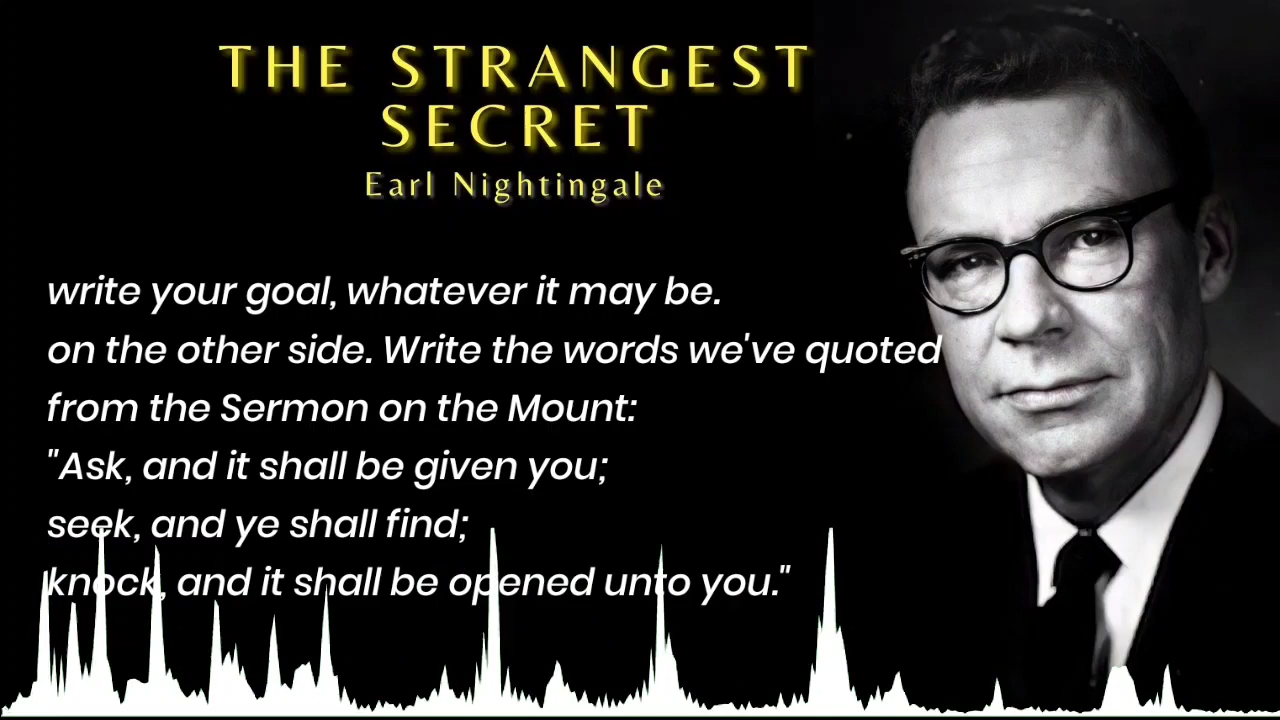 THE STRANGEST
SECRET
Earl Nightingale
write your goal, whatever it may be.
on the other side. Write the words we've quoted
from the Sermon on the Mount:
"Ask, and it shall be given you;
seek, and ye shall find;
knock, and it shall be opened unto you."